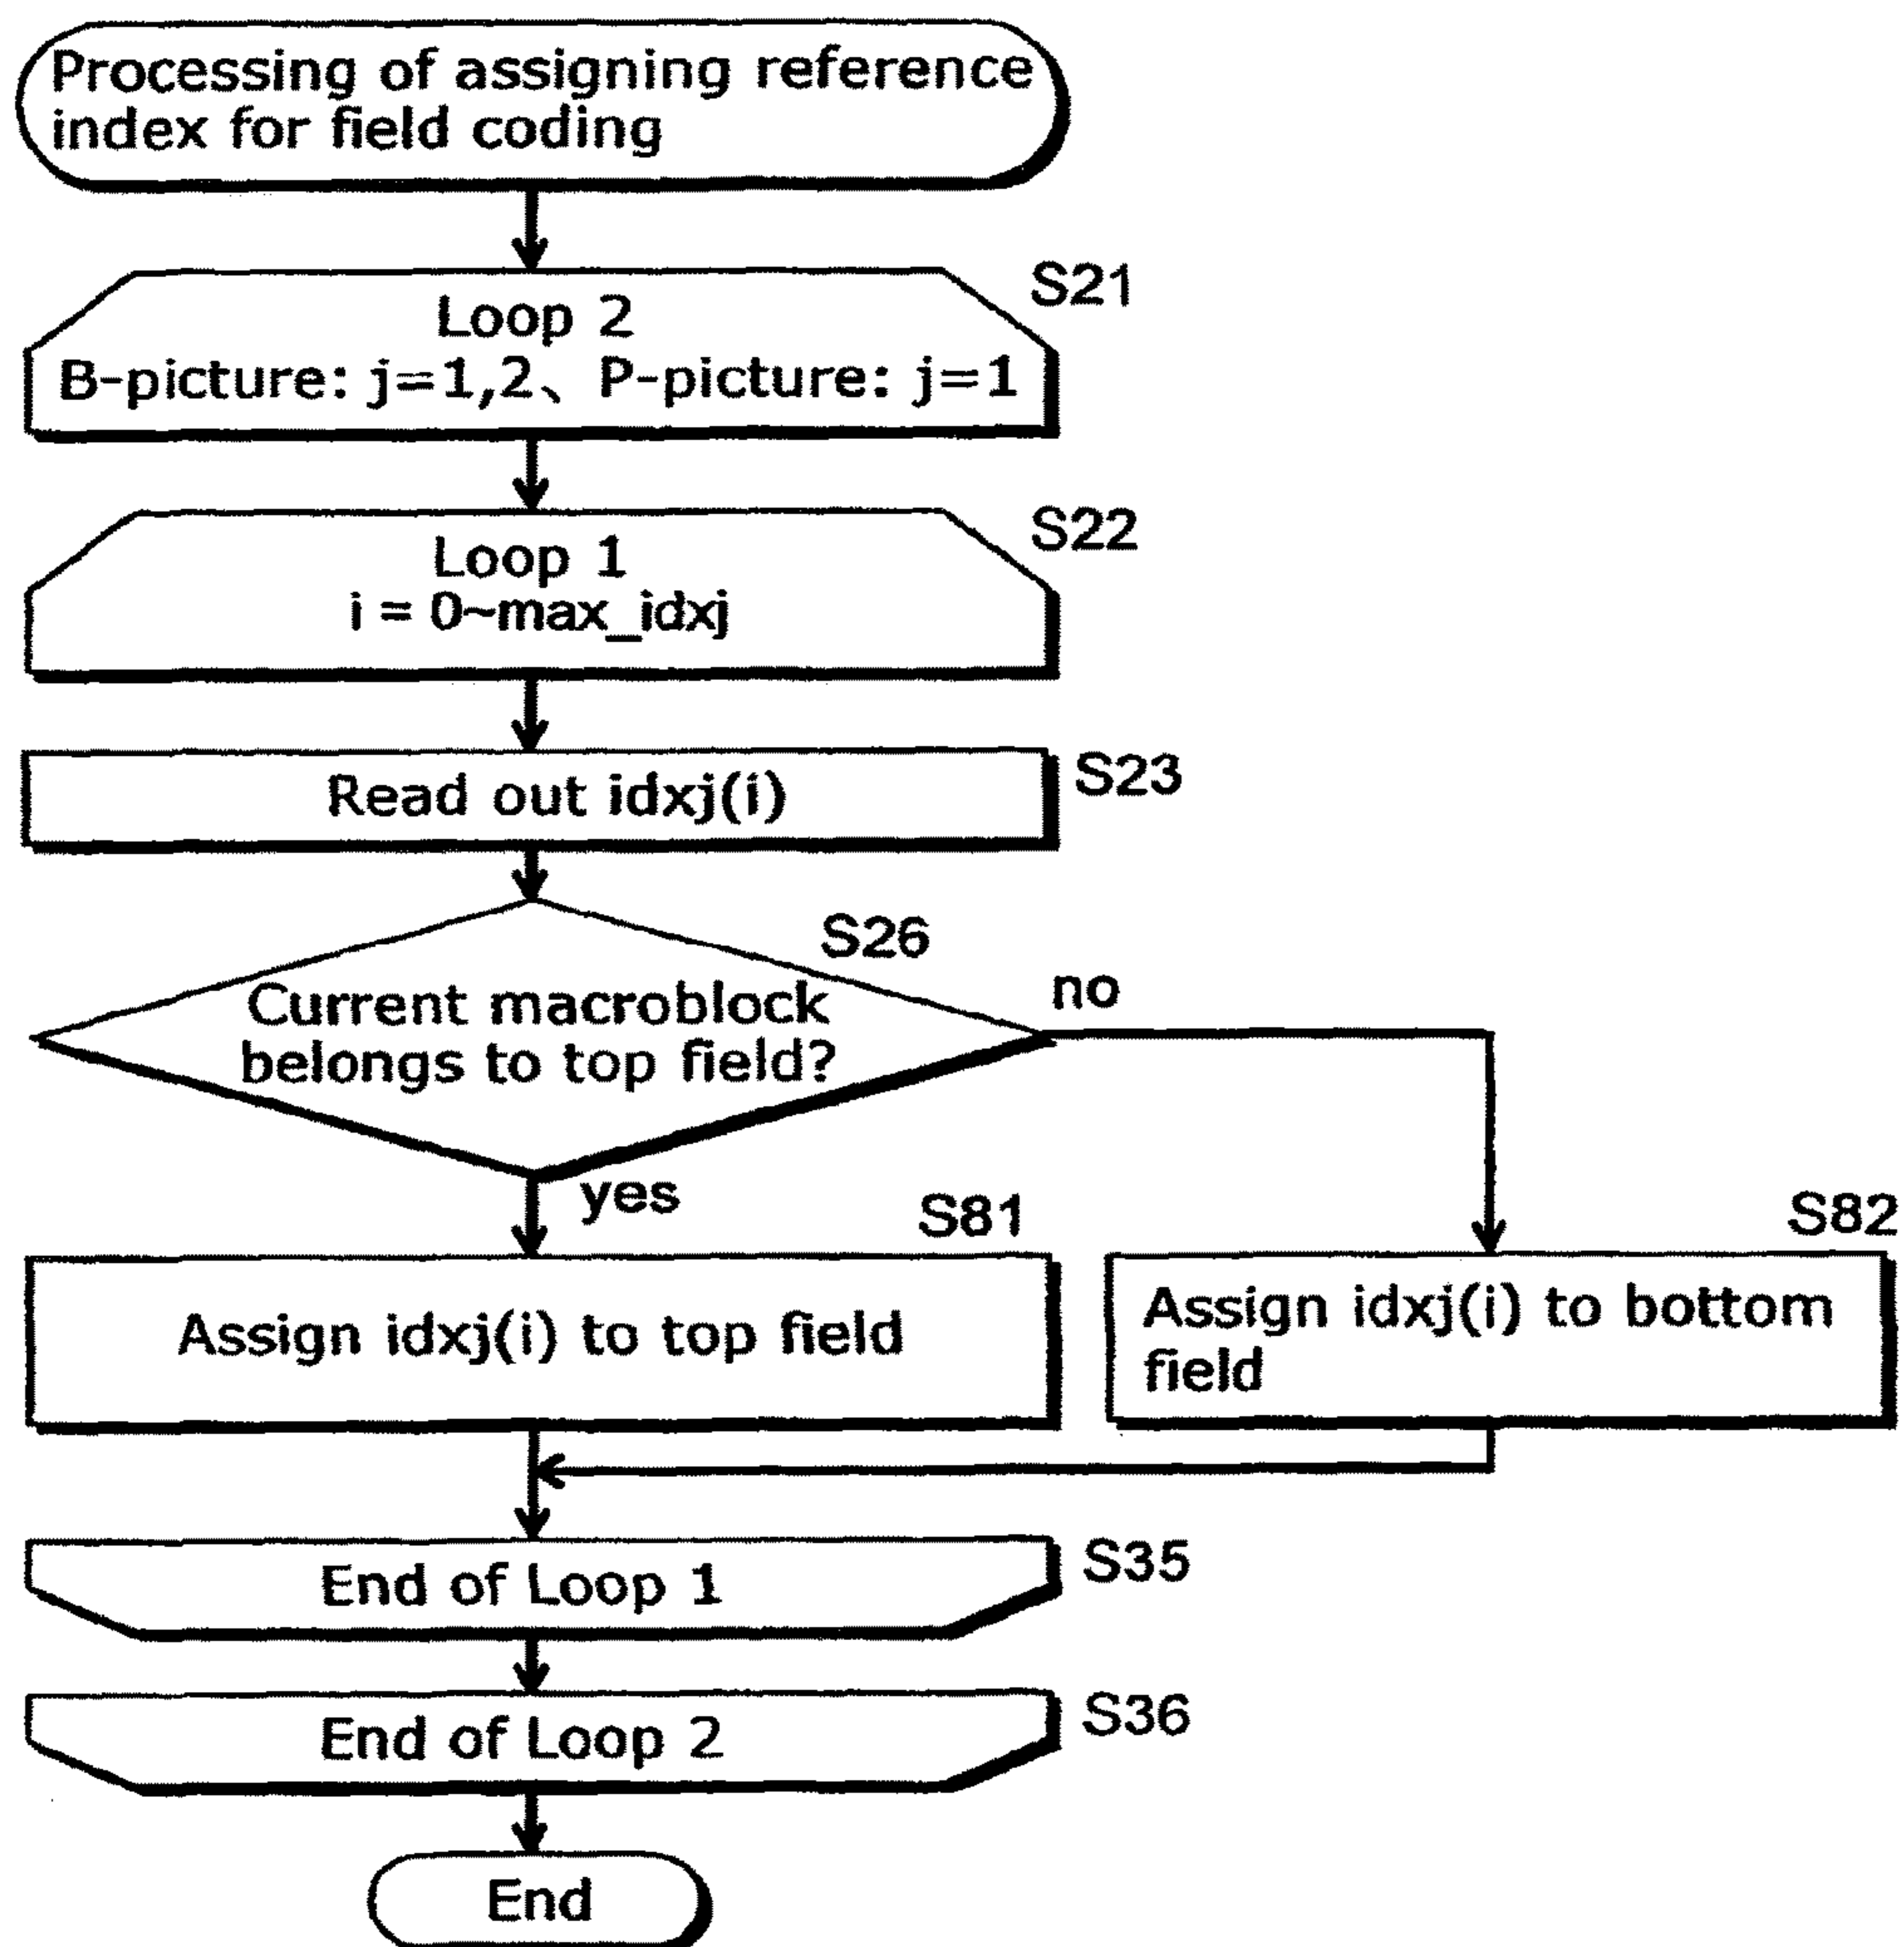 Processing of assigning reference
index for field coding
S21
Loop 2
B-picture: j=1,2、 P-picture: j=1
S22
Loop 1
i = 0~max_idxj
Read out idxj(i)
S23
S26
Current macroblock
belongs to top field?
no
yes
S81
Assign idxj(i) to top field
S82
Assign idxj(i) to bottom
field
End of Loop 1
S35
End of Loop 2
S36
End